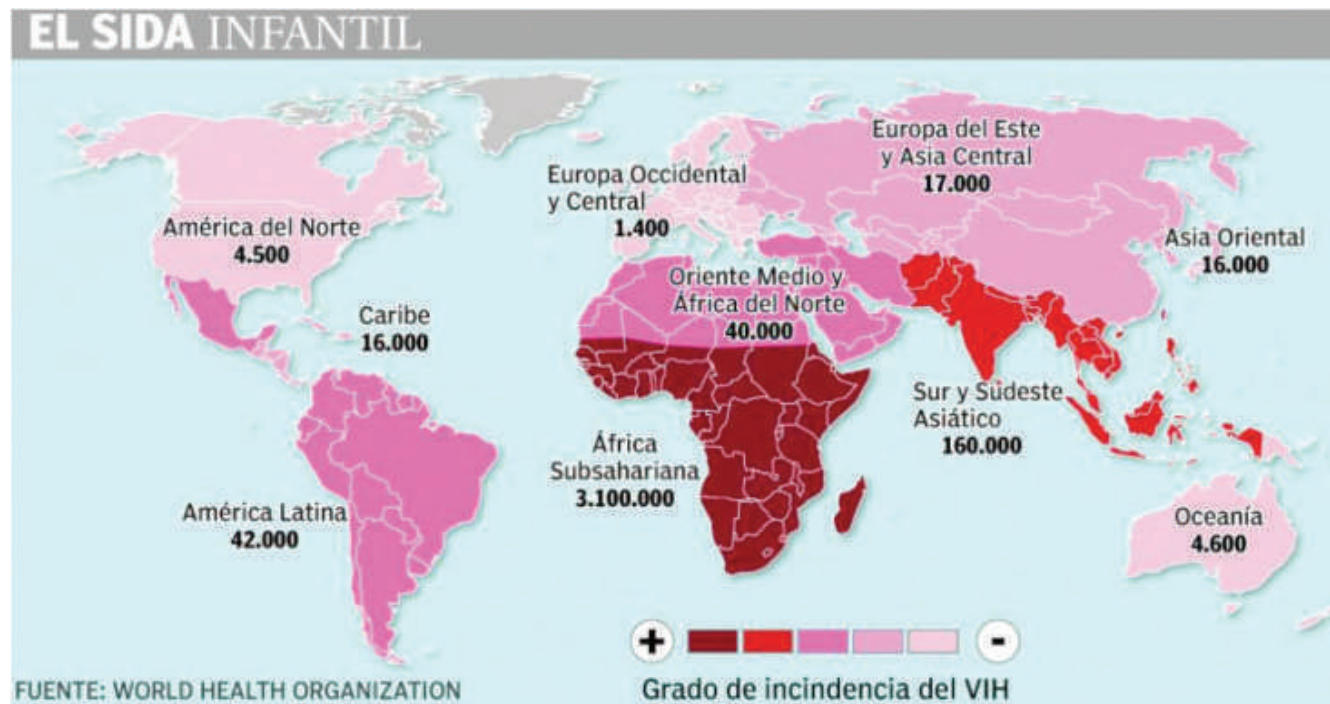 EL SIDA INFANTIL
América del Norte
4.500
Caribe
16.000
América Latina
42.000
Europa Occidental
y Central
1.400
Oriente Medio y
África del Norte
40.000
África
Subsahariana
3.100.000
Europa del Este
y Asia Central
17.000
Asia Oriental
16.000
Sur y Sudeste
Asiático
160.000
Oceanía
4.600
+
-
Grado de incindencia del VIH
FUENTE: WORLD HEALTH ORGANIZATION